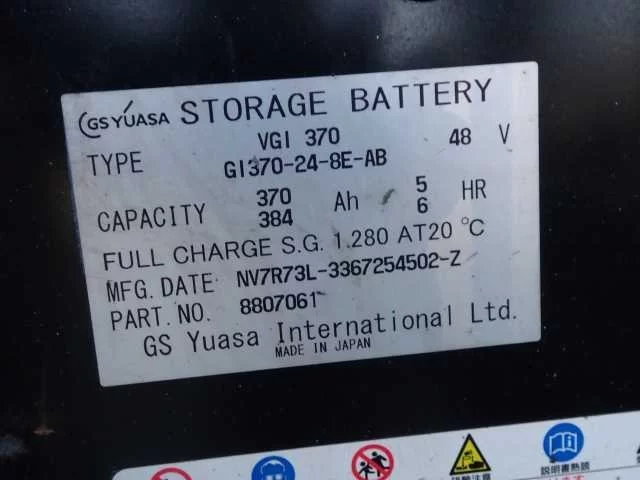 GS YUASA STORAGE BATTERY
TYPE VGI 370 48 V
GI370-24-8E-AB
CAPACITY 370 Ah 5 HR
384 6
FULL CHARGE S.G. 1.280 AT20 ℃
MFG. DATE NV7R73L-3367254502-Z
PART. NO. 8807061
GS Yuasa International Ltd.
MADE IN JAPAN
説明書熟読